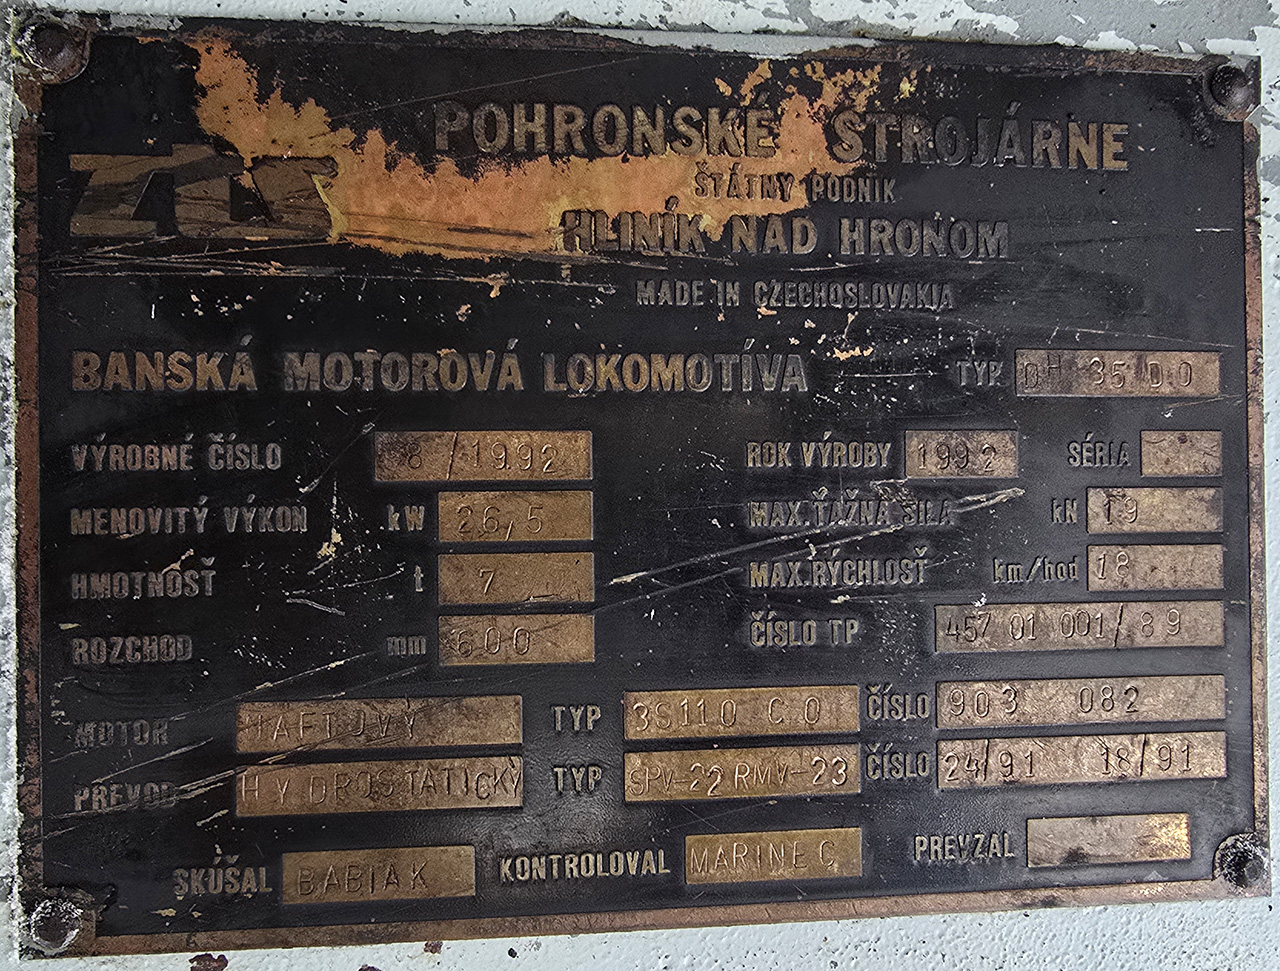 ZŤS
POHRONSKÉ STROJÁRNE
ŠTÁTNY PODNIK
HLINÍK NAD HRONOM
MADE IN CZECHOSLOVAKIA
BANSKÁ MOTOROVÁ LOKOMOTÍVA TYP DH 35 D0
VÝROBNÉ ČÍSLO 8/1992 ROK VÝROBY 1992 SÉRIA
MENOVITÝ VÝKON kW 26,5 MAX.ŤAŽNÁ SILA kN 19
HMOTNOSŤ t 7 MAX.RÝCHLOSŤ km/hod 18
ROZCHOD mm 600 ČÍSLO TP 457 01 001/89
MOTOR NAFTOVÝ TYP 3S110 C0 ČÍSLO 903 082
PREVOD HYDROSTATICKÝ TYP SPV-22 RMV-23 ČÍSLO 24/91 18/91
SKÚŠAL BABIAK KONTROLOVAL MARINEC PREVZAL